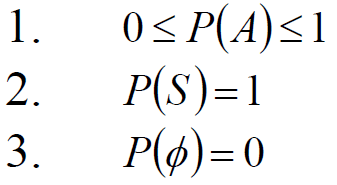 1. 0 ≤ P(A) ≤ 1
2. P(S) = 1
3. P(ϕ) = 0